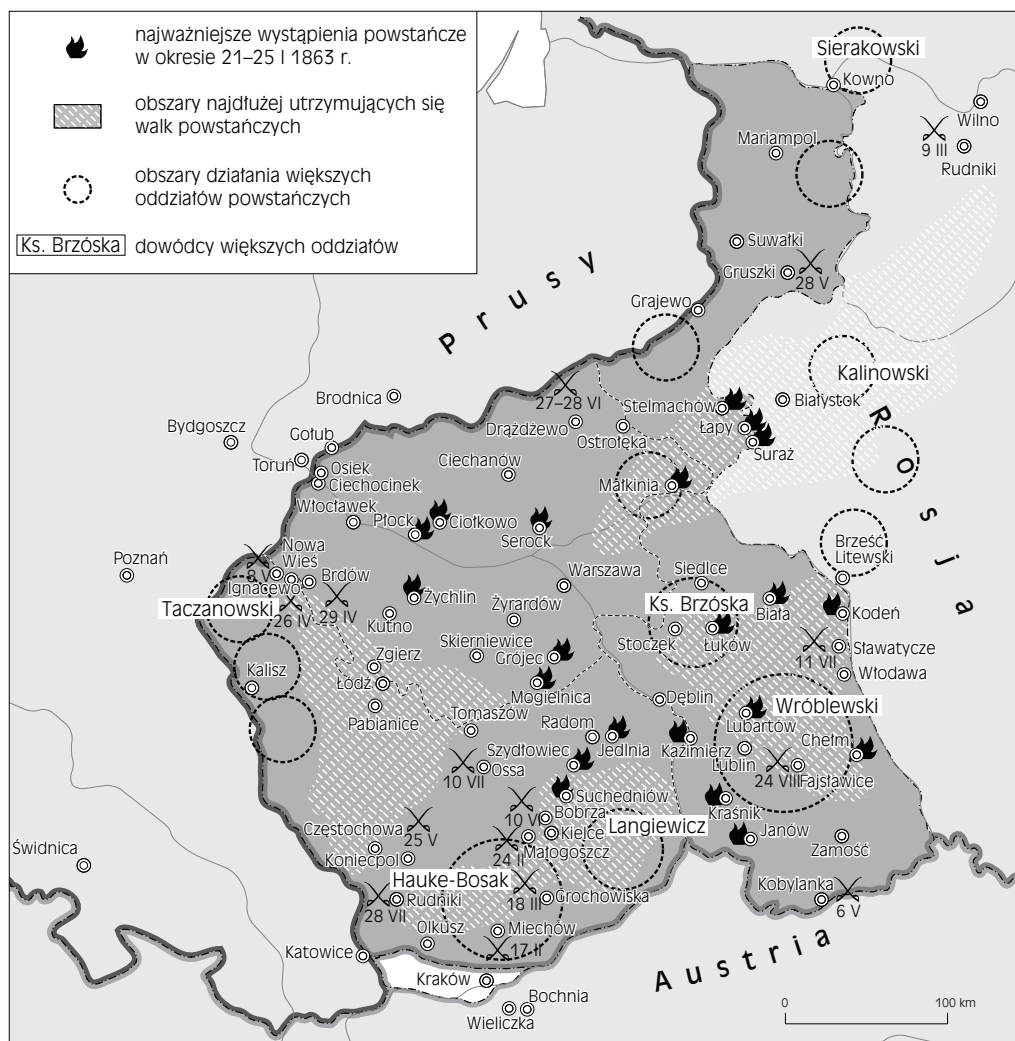 najważniejsze wystąpienia powstańcze
w okresie 21–25 I 1863 r.
obszary najdłużej utrzymujących się
walk powstańczych
obszary działania większych
oddziałów powstańczych
Ks. Brzóska dowódcy większych oddziałów
Sierakowski
Kowno
Wilno
9 III
Rudniki
Mariampol
Suwałki
Gruszki
28 V
Prusy
Grajewo
Kalinowski
Rosja
Brodnica
27–28 VI
Stelmachów
Białystok
Bydgoszcz
Drążdżewo
Ostrołęka
Łapy
Suraż
Golub
Toruń
Osiek
Ciechocinek
Ciechanów
Małkinia
Włocławek
Płock
Ciołkowo
Serock
Brześć
Litewski
Poznań
8 V
Nowa
Wieś
Ignacewo
Brdów
Warszawa
Siedlce
Taczanowski
26 IV
29 IV
Żychlin
Ks. Brzóska
Biała
Kodeń
Kutno
Żyrardów
Stoczek
Łuków
Skierniewice
Grójec
11 VII
Sławatycze
Zgierz
Włodawa
Kalisz
Łódź
Mogielnica
Dęblin
Wróblewski
Pabianice
Tomaszów
Radom
Lubartów
Szydłowiec
Jedlnia
Kazimierz
Chełm
Lublin
10 VII
Ossa
24 VIII
Fajsławice
Suchedniów
Kraśnik
10 VI
Bobrza
Częstochowa
25 V
Kielce
Langiewicz
Janów
Świdnica
24 II
Małogoszcz
Zamość
Koniecpol
Hauke-Bosak
Kobylanka
28 VII
Rudniki
18 III
Grochowiska
6 V
Olkusz
Miechów
Katowice
17 II
Austria
Kraków
Bochnia
Wieliczka
0 100 km